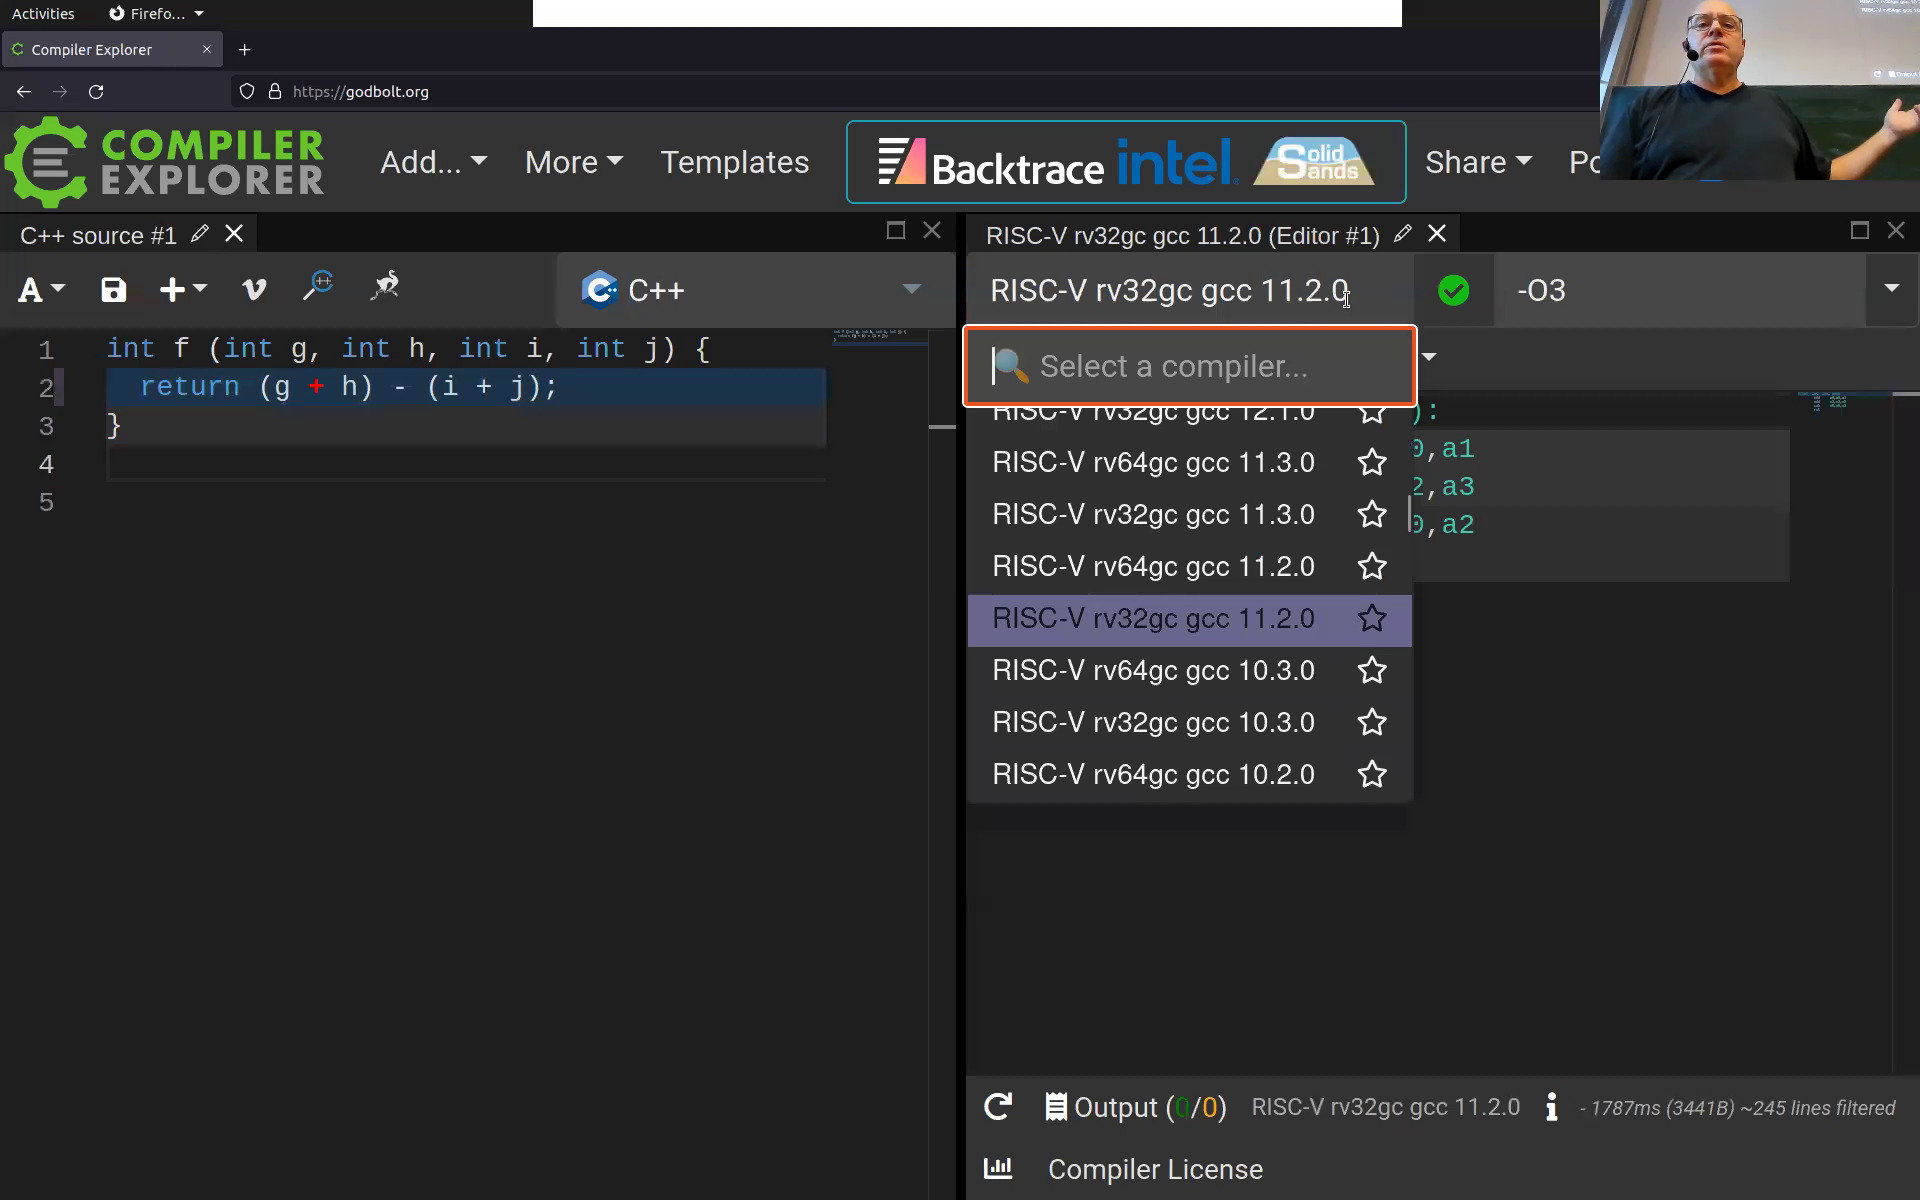 Activities
Firefo...
Compiler Explorer
https://godbolt.org
COMPILER
EXPLORER
Add...
More
Templates
Backtrace
intel.
Solid
Sands
Share
Po
C++ source #1
RISC-V rv32gc gcc 11.2.0 (Editor #1)
A
C++
RISC-V rv32gc gcc 11.2.0
-O3
Select a compiler...
1 int f (int g, int h, int i, int j) {
2 return (g + h) - (i + j);
3 }
4
5
RISC-V rv32gc gcc 12.1.0
RISC-V rv64gc gcc 11.3.0
RISC-V rv32gc gcc 11.3.0
RISC-V rv64gc gcc 11.2.0
RISC-V rv32gc gcc 11.2.0
RISC-V rv64gc gcc 10.3.0
RISC-V rv32gc gcc 10.3.0
RISC-V rv64gc gcc 10.2.0
):
0,a1
2,a3
0,a2
Output (0/0)
RISC-V rv32gc gcc 11.2.0
- 1787ms (3441B) ~245 lines filtered
Compiler License